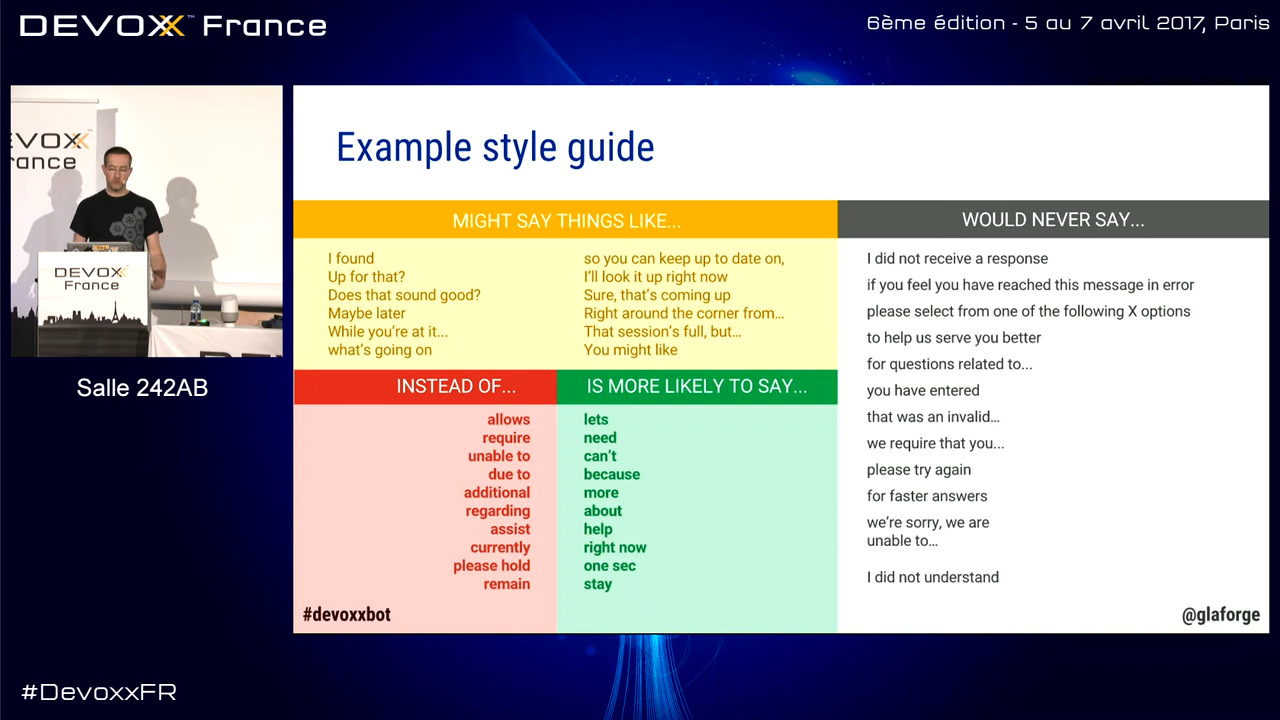 DEVOXX™ France
6ème édition - 5 au 7 avril 2017, Paris
EVOXX™
rance
DEVOXX
France
DE
Salle 242AB
Example style guide
MIGHT SAY THINGS LIKE...
I found
Up for that?
Does that sound good?
Maybe later
While you're at it...
what's going on
so you can keep up to date on,
I'll look it up right now
Sure, that's coming up
Right around the corner from...
That session's full, but...
You might like
INSTEAD OF...
IS MORE LIKELY TO SAY...
allows lets
require need
unable to can't
due to because
additional more
regarding about
assist help
currently right now
please hold one sec
remain stay
WOULD NEVER SAY...
I did not receive a response
if you feel you have reached this message in error
please select from one of the following X options
to help us serve you better
for questions related to...
you have entered
that was an invalid...
we require that you...
please try again
for faster answers
we're sorry, we are
unable to...
I did not understand
#devoxxbot
@glaforge
#DevoxxFR